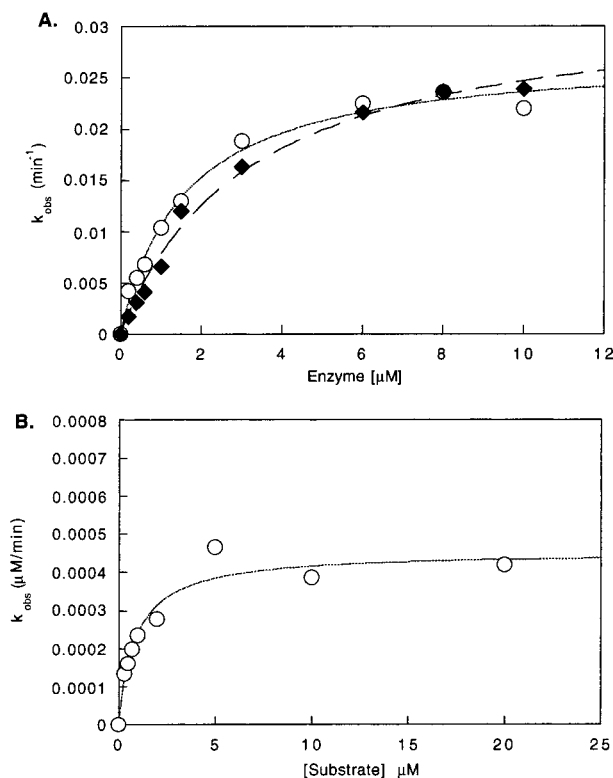 A.
0.03
0.025
0.02
0.015
0.01
0.005
0
k obs (min-1)
0 2 4 6 8 10 12
Enzyme [μM]
B.
0.0008
0.0007
0.0006
0.0005
0.0004
0.0003
0.0002
0.0001
0
k obs (μM/min)
0 5 10 15 20 25
[Substrate] μM